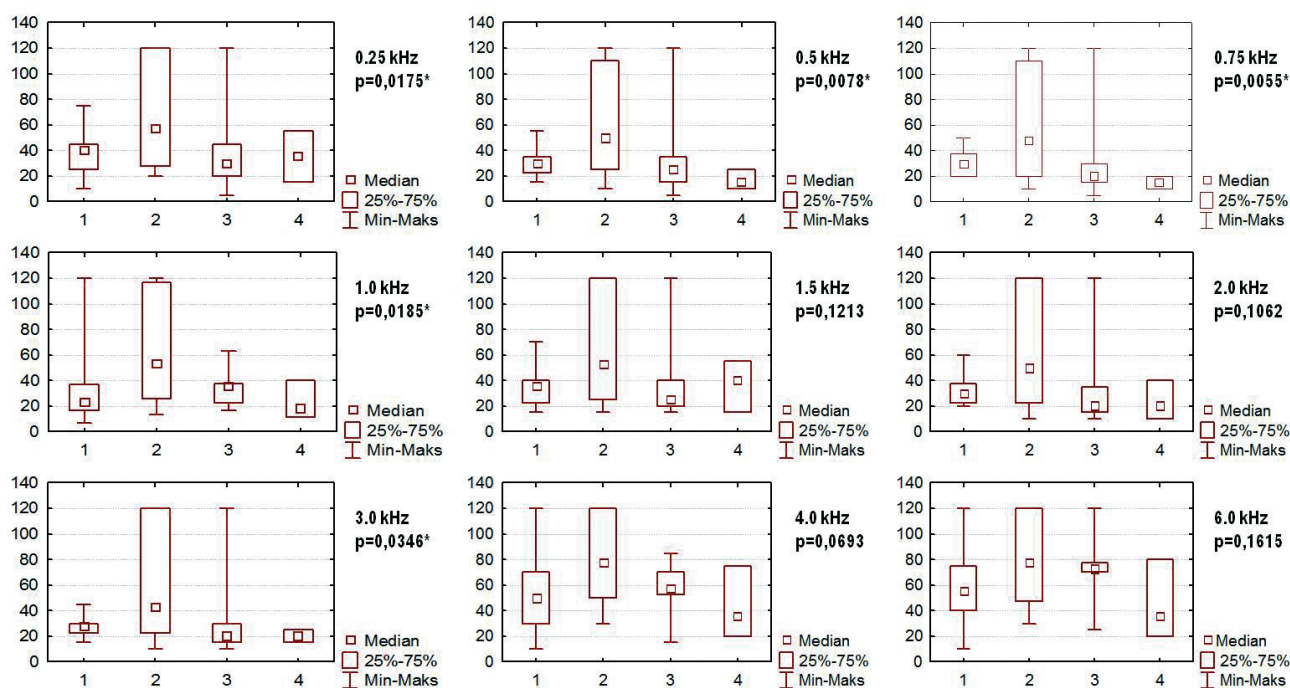 140
120
100
80
60
40
20
0
1 2 3 4
0.25 kHz
p=0,0175*
Median
25%-75%
Min-Maks
140
120
100
80
60
40
20
0
1 2 3 4
0.5 kHz
p=0,0078*
Median
25%-75%
Min-Maks
140
120
100
80
60
40
20
0
1 2 3 4
0.75 kHz
p=0,0055*
Median
25%-75%
Min-Maks
140
120
100
80
60
40
20
0
1 2 3 4
1.0 kHz
p=0,0185*
Median
25%-75%
Min-Maks
140
120
100
80
60
40
20
0
1 2 3 4
1.5 kHz
p=0,1213
Median
25%-75%
Min-Maks
140
120
100
80
60
40
20
0
1 2 3 4
2.0 kHz
p=0,1062
Median
25%-75%
Min-Maks
140
120
100
80
60
40
20
0
1 2 3 4
3.0 kHz
p=0,0346*
Median
25%-75%
Min-Maks
140
120
100
80
60
40
20
0
1 2 3 4
4.0 kHz
p=0,0693
Median
25%-75%
Min-Maks
140
120
100
80
60
40
20
0
1 2 3 4
6.0 kHz
p=0,1615
Median
25%-75%
Min-Maks